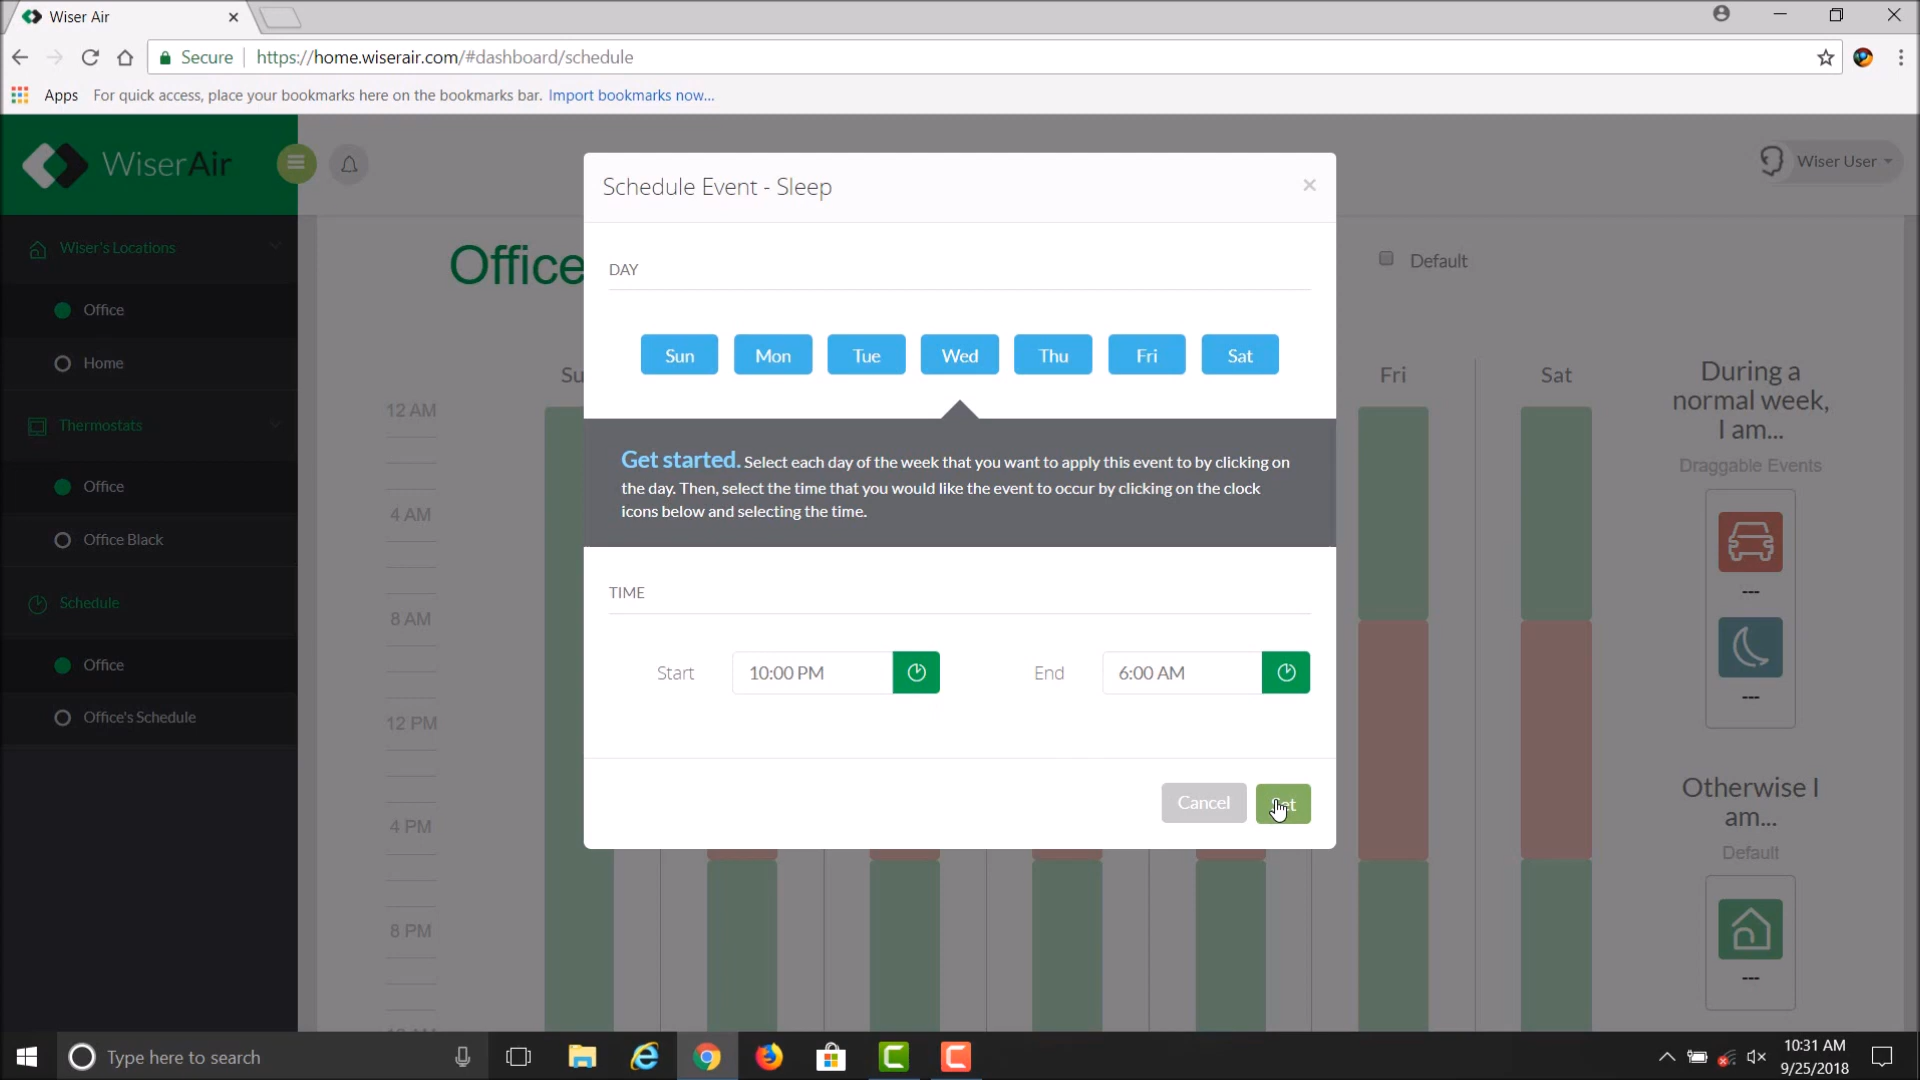 Wiser Air
Secure
https://home.wiserair.com/#dashboard/schedule
Apps
For quick access, place your bookmarks here on the bookmarks bar. Import bookmarks now...
WiserAir
Wiser User
Wiser's Locations
Office
Home
Thermostats
Office
Office Black
Schedule
Office
Office's Schedule
Office
Default
Su
Fri
Sat
12 AM
4 AM
8 AM
12 PM
4 PM
8 PM
Schedule Event - Sleep
×
DAY
Sun
Mon
Tue
Wed
Thu
Fri
Sat
Get started. Select each day of the week that you want to apply this event to by clicking on
the day. Then, select the time that you would like the event to occur by clicking on the clock
icons below and selecting the time.
TIME
Start
10:00 PM
End
6:00 AM
Cancel
During a
normal week,
I am...
Draggable Events
---
---
Otherwise I
am...
Default
---
Type here to search
10:31 AM
9/25/2018